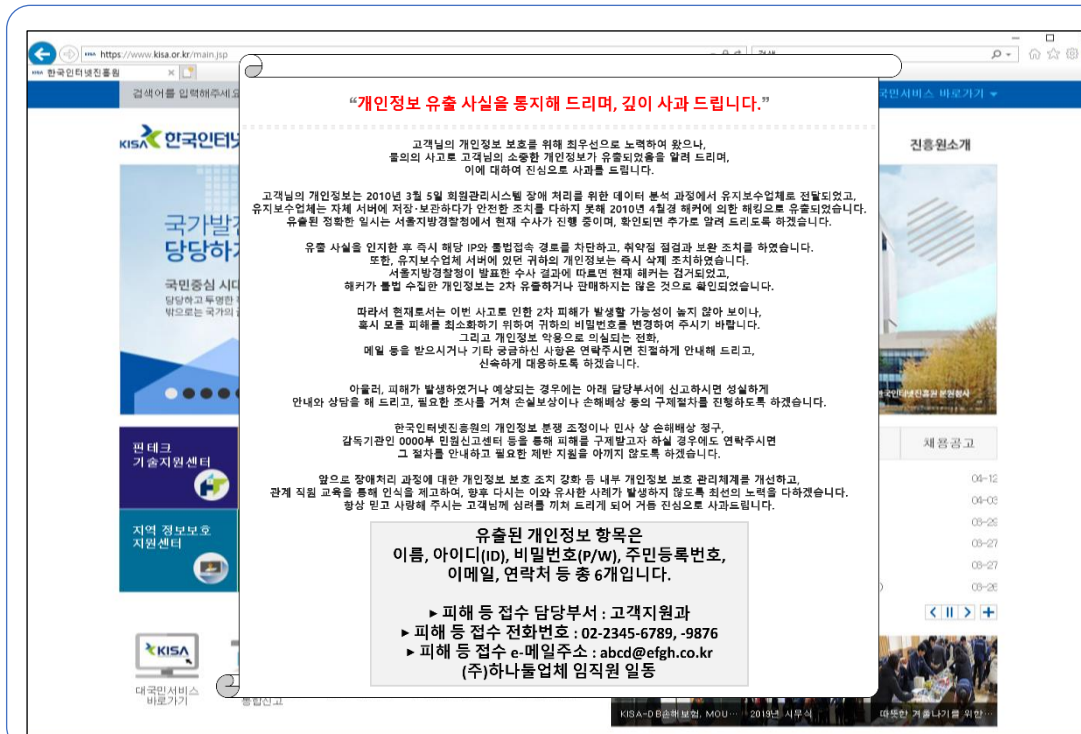 https://www.kisa.or.kr/main.jsp
한국인터넷진흥원
검색어를 입력해주세요
국민서비스 바로가기
KISA 한국인터넷
진흥원소개
“개인정보 유출 사실을 통지해 드리며, 깊이 사과 드립니다.”
고객님의 개인정보 보호를 위해 최우선으로 노력하여 왔으나,
불의의 사고로 고객님의 소중한 개인정보가 유출되었음을 알려 드리며,
이에 대하여 진심으로 사과를 드립니다.
고객님의 개인정보는 2010년 3월 5일 회원관리시스템 장애 처리를 위한 데이터 분석 과정에서 유지보수업체로 전달되었고,
유지보수업체는 자체 서버에 저장·보관하다가 안전한 조치를 다하지 못해 2010년 4월경 해커에 의한 해킹으로 유출되었습니다.
유출된 정확한 일시는 서울지방경찰청에서 현재 수사가 진행 중이며, 확인되면 추가로 알려 드리도록 하겠습니다.
유출 사실을 인지한 후 즉시 해당 IP와 불법접속 경로를 차단하고, 취약점 점검과 보완 조치를 하였습니다.
또한, 유지보수업체 서버에 있던 귀하의 개인정보는 즉시 삭제 조치하였습니다.
서울지방경찰청이 발표한 수사 결과에 따르면 현재 해커는 검거되었고,
해커가 불법 수집한 개인정보는 2차 유출하거나 판매하지는 않은 것으로 확인되었습니다.
따라서 현재로서는 이번 사고로 인한 2차 피해가 발생할 가능성이 높지 않아 보이나,
혹시 모를 피해를 최소화하기 위하여 귀하의 비밀번호를 변경하여 주시기 바랍니다.
그리고 개인정보 악용으로 의심되는 전화,
메일 등을 받으시거나 기타 궁금하신 사항은 연락주시면 친절하게 안내해 드리고,
신속하게 대응하도록 하겠습니다.
아울러, 피해가 발생하였거나 예상되는 경우에는 아래 담당부서에 신고하시면 성실하게
안내와 상담을 해 드리고, 필요한 조사를 거쳐 손실보상이나 손해배상 등의 구제절차를 진행하도록 하겠습니다.
한국인터넷진흥원의 개인정보 분쟁 조정이나 민사 상 손해배상 청구,
감독기관인 0000부 민원신고센터 등을 통해 피해를 구제받고자 하실 경우에도 연락주시면
그 절차를 안내하고 필요한 제반 지원을 아끼지 않도록 하겠습니다.
앞으로 장애처리 과정에 대한 개인정보 보호 조치 강화 등 내부 개인정보 보호 관리체계를 개선하고,
관계 직원 교육을 통해 인식을 제고하여, 향후 다시는 이와 유사한 사례가 발생하지 않도록 최선의 노력을 다하겠습니다.
항상 믿고 사랑해 주시는 고객님께 심려를 끼쳐 드리게 되어 거듭 진심으로 사과드립니다.
유출된 개인정보 항목은
이름, 아이디(ID), 비밀번호(P/W), 주민등록번호,
이메일, 연락처 등 총 6개입니다.
▸ 피해 등 접수 담당부서 : 고객지원과
▸ 피해 등 접수 전화번호 : 02-2345-6789, -9876
▸ 피해 등 접수 e-메일주소 : abcd@efgh.co.kr
(주)하나둘업체 임직원 일동
국가발전
당당하
국민중심 시대
당당하고 투명한
밖으로는 국가의
한국인터넷진흥원 본원청사
핀테크
기술지원센터
지역 정보보호
지원센터
채용공고
04-12
04-03
03-29
03-27
03-27
03-26
KISA
대국민서비스
바로가기
통합신고
KISA-DB손해보험, MOU…
2019년 시무식
따뜻한 겨울나기를 위한…